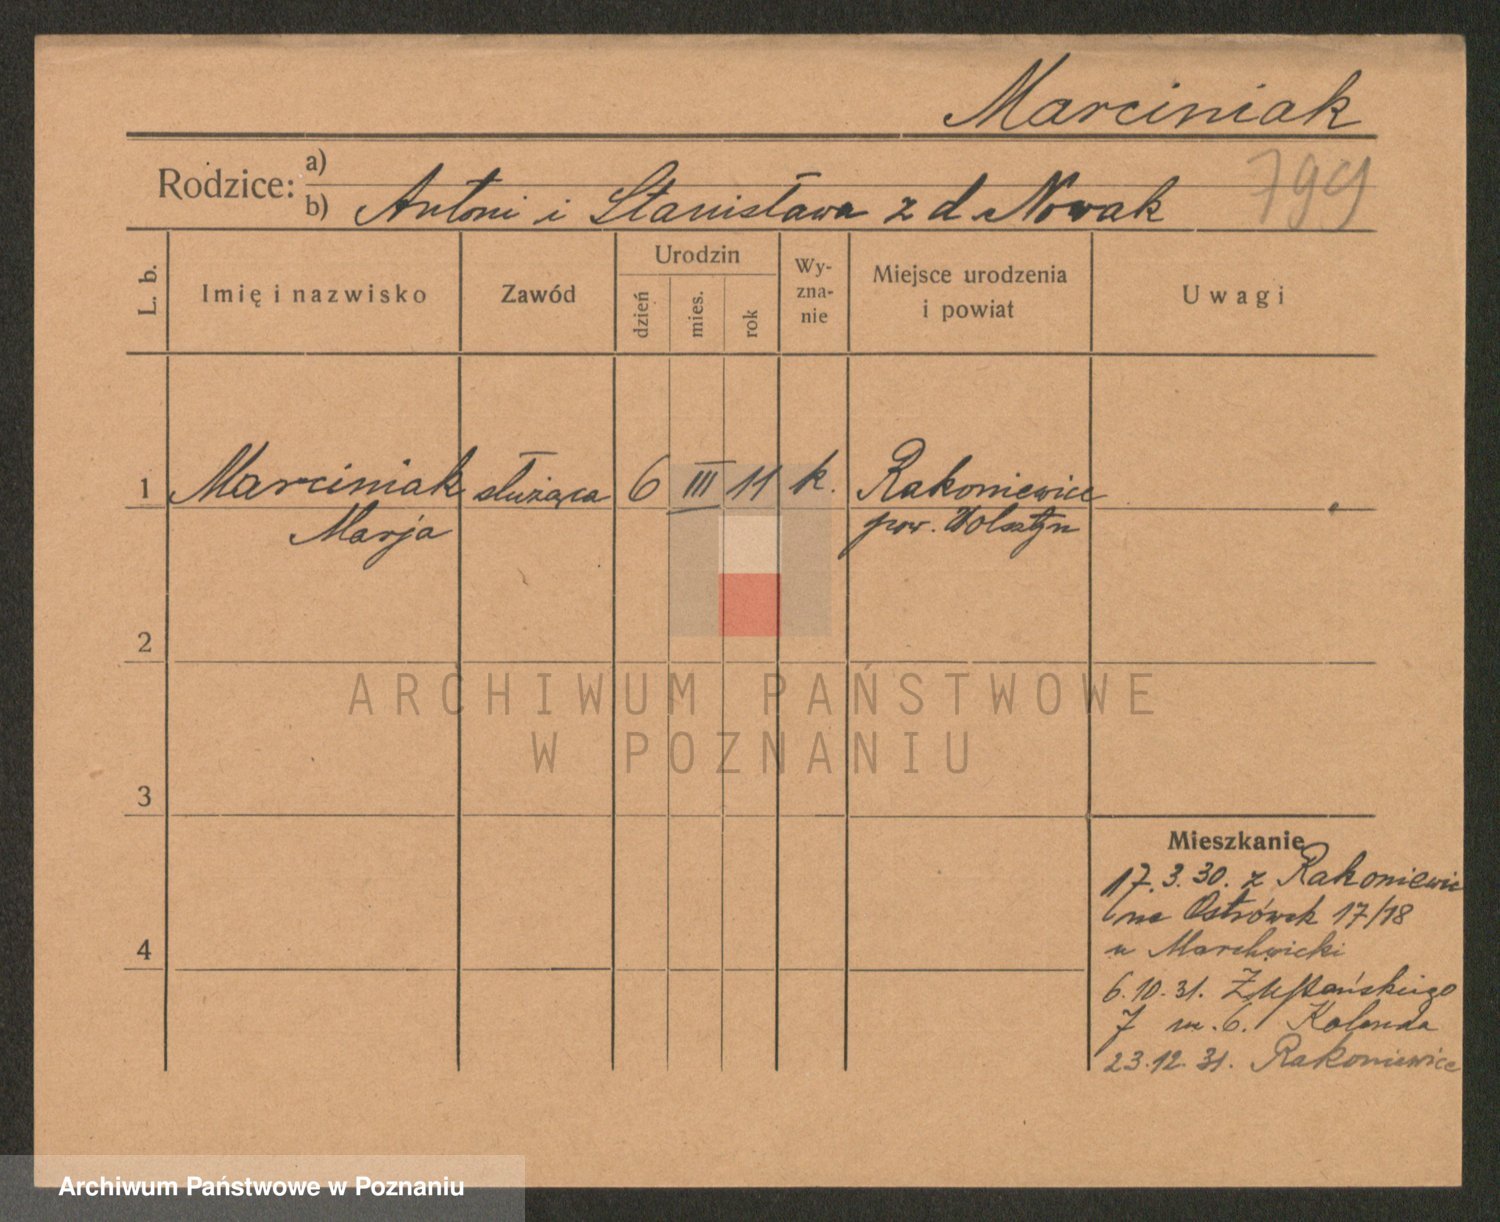 Marciniak
Rodzice: a)
b) Antoni i Stanisława z d. Nowak
799
L. b.
Imię i nazwisko
Zawód
Urodzin
dzień
mies.
rok
Wy-
zna-
nie
Miejsce urodzenia
i powiat
Uwagi
1 Marciniak służąca 6 III 11 k. Rakoniewice
Marja pow. Wolsztyn
2
ARCHIWUM PAŃSTWOWE
W POZNANIU
3
Mieszkanie
17.3.30. z Rakoniewic
na Ostrówek 17/18
u Marchwicki
4
6.10.31.
7 m. 6. Kolenda
23.12.31. Rakoniewice
Archiwum Państwowe w Poznaniu